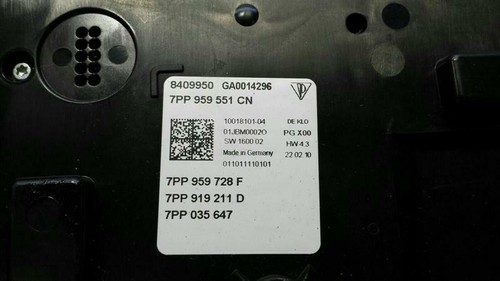 8409950 GA0014296
7PP 959 551 CN
10018101-04 DE KLO
01JBM0002O PG X00
SW 1600 02 HW 4.3
Made in Germany 22.02.10
011011110101
7PP 959 728 F
7PP 919 211 D
7PP 035 647